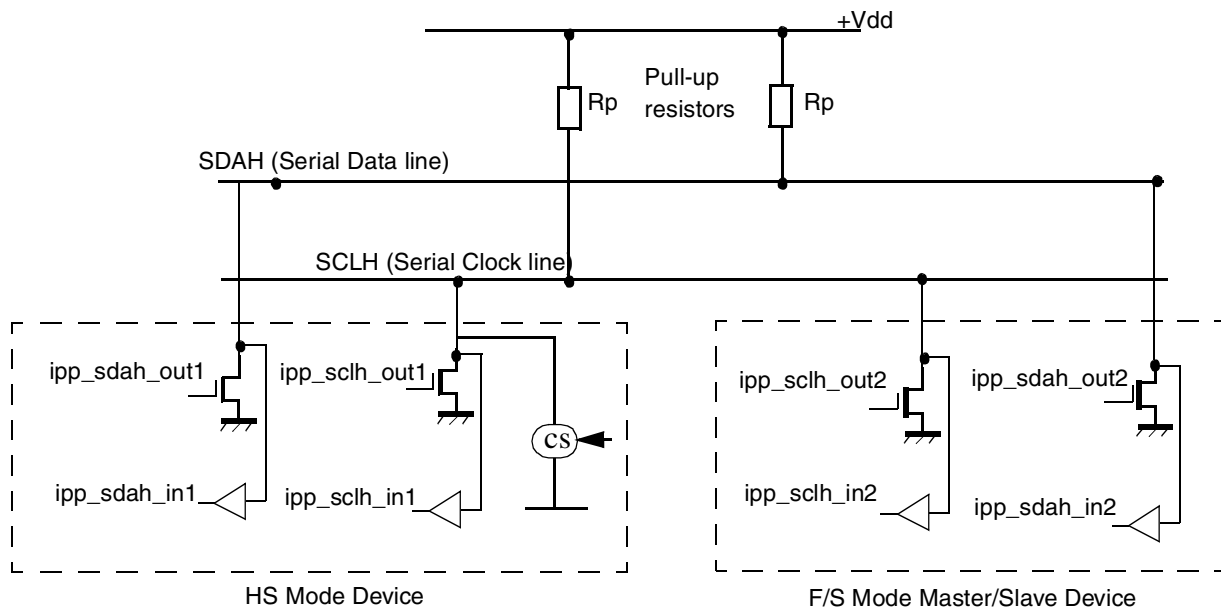 +Vdd
Pull-up
resistors
Rp
Rp
SDAH (Serial Data line)
SCLH (Serial Clock line)
ipp_sdah_out1
ipp_sclh_out1
ipp_sclh_out2
ipp_sdah_out2
cs
ipp_sdah_in1
ipp_sclh_in1
ipp_sclh_in2
ipp_sdah_in2
HS Mode Device
F/S Mode Master/Slave Device